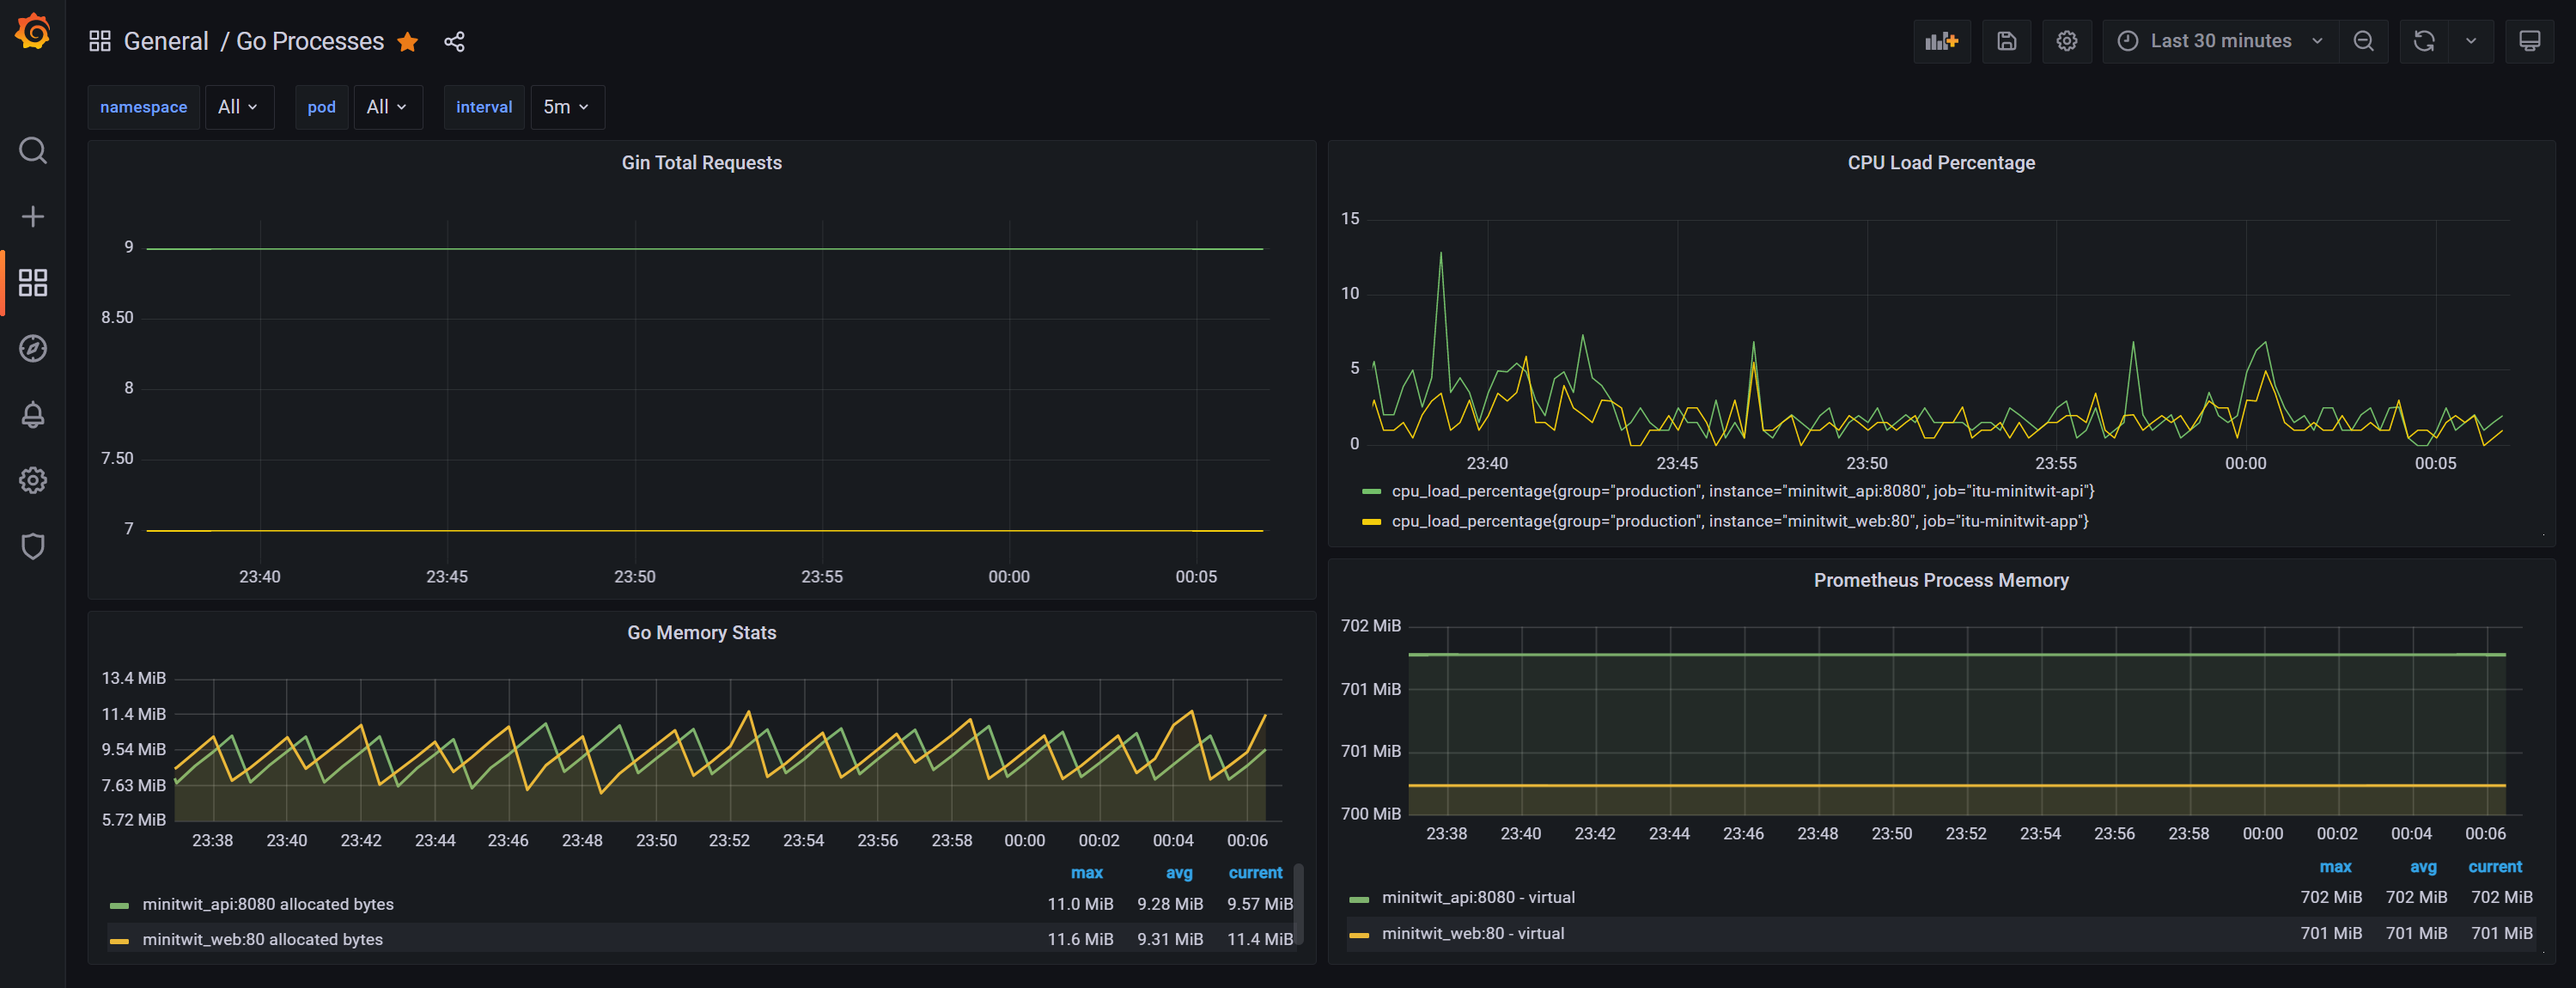 General / Go Processes
Last 30 minutes
namespace All pod All interval 5m
Gin Total Requests
9
8.50
8
7.50
7
23:40 23:45 23:50 23:55 00:00 00:05
CPU Load Percentage
15
10
5
0
23:40 23:45 23:50 23:55 00:00 00:05
cpu_load_percentage{group="production", instance="minitwit_api:8080", job="itu-minitwit-api"}
cpu_load_percentage{group="production", instance="minitwit_web:80", job="itu-minitwit-app"}
Go Memory Stats
13.4 MiB
11.4 MiB
9.54 MiB
7.63 MiB
5.72 MiB
23:38 23:40 23:42 23:44 23:46 23:48 23:50 23:52 23:54 23:56 23:58 00:00 00:02 00:04 00:06
max avg current
minitwit_api:8080 allocated bytes 11.0 MiB 9.28 MiB 9.57 MiB
minitwit_web:80 allocated bytes 11.6 MiB 9.31 MiB 11.4 MiB
Prometheus Process Memory
702 MiB
701 MiB
701 MiB
700 MiB
23:38 23:40 23:42 23:44 23:46 23:48 23:50 23:52 23:54 23:56 23:58 00:00 00:02 00:04 00:06
max avg current
minitwit_api:8080 - virtual 702 MiB 702 MiB 702 MiB
minitwit_web:80 - virtual 701 MiB 701 MiB 701 MiB